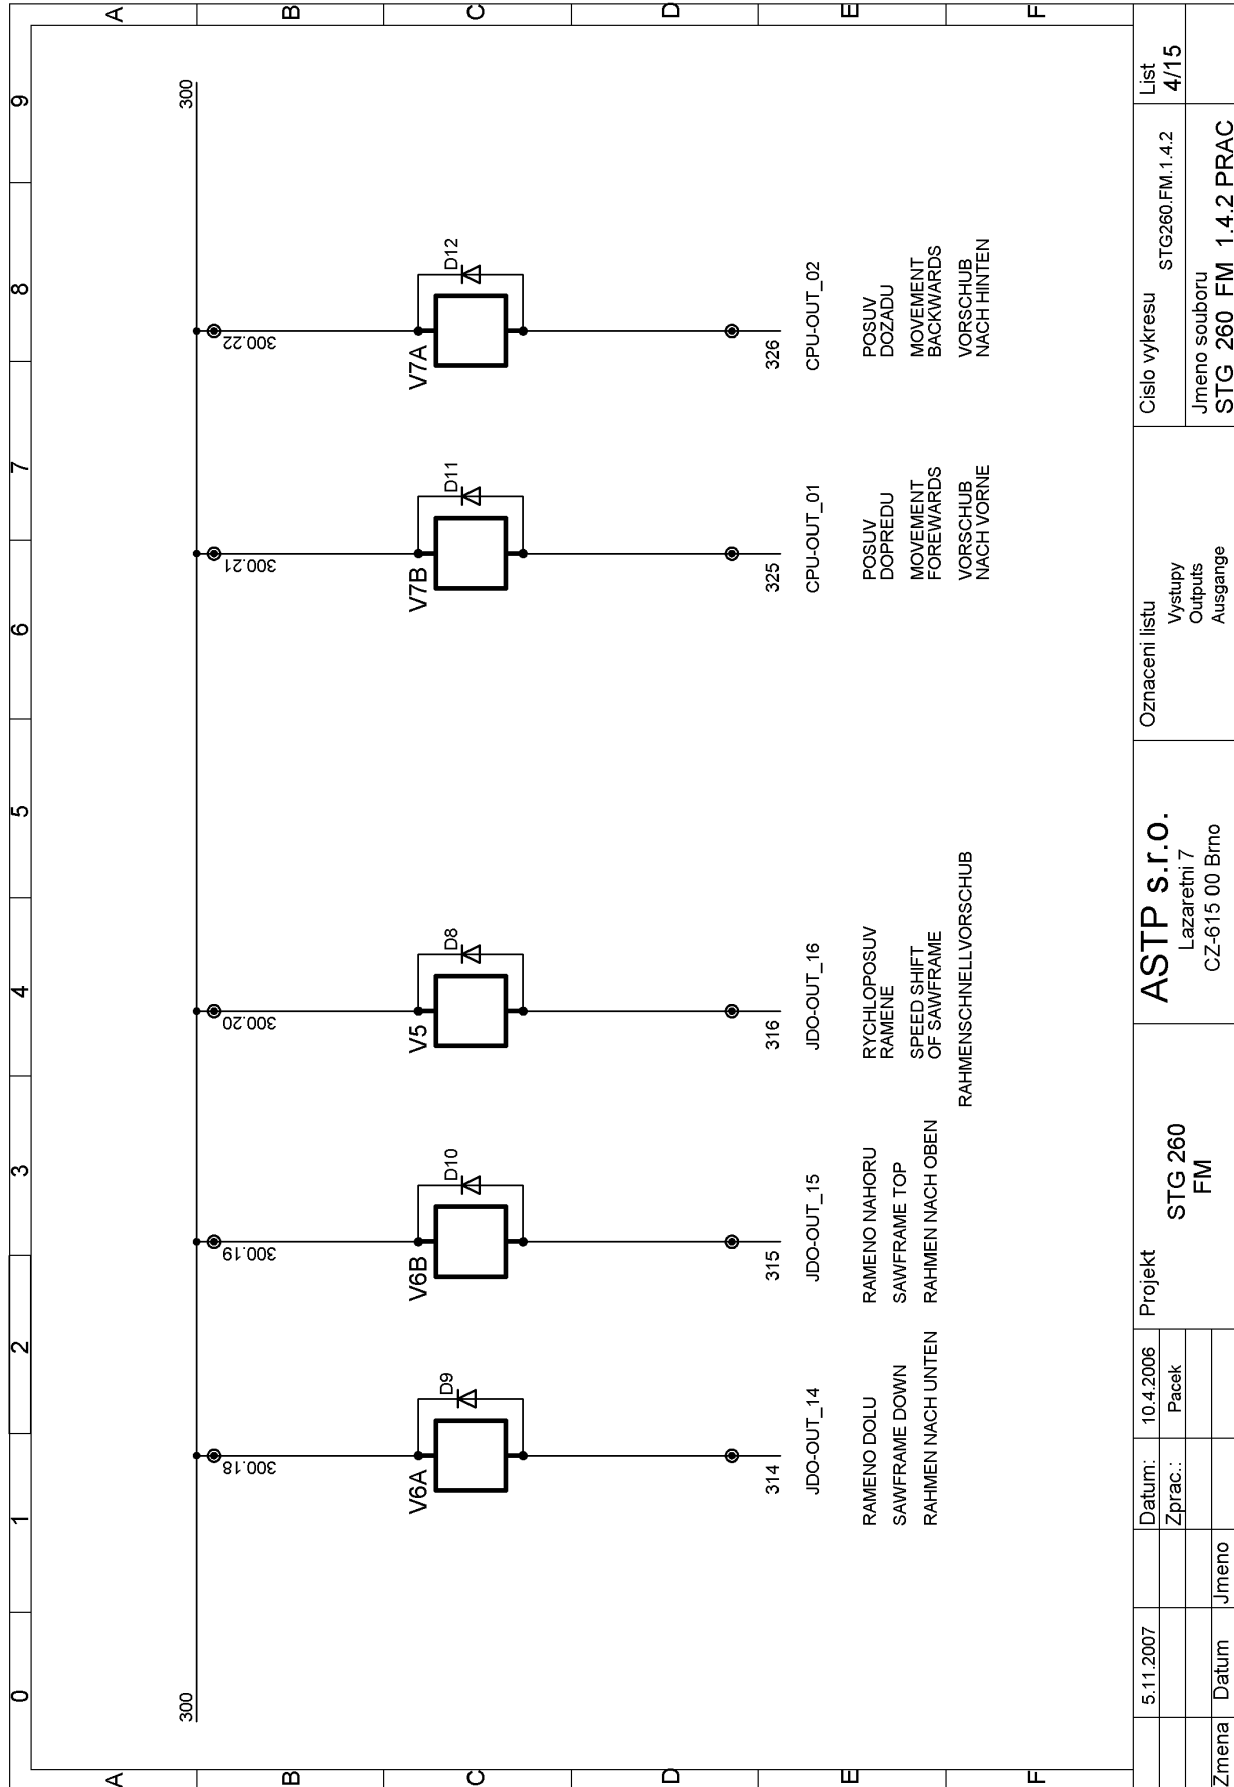 0 1 2 3 4 5 6 7 8 9
A
A
B
B
C
C
D
D
E
E
F
F
300
300
300.18
300.19
300.20
300.21
300.22
V6A
D9
V6B
D10
V5
D8
V7B
D11
V7A
D12
314
JDO-OUT_14
RAMENO DOLU
SAWFRAME DOWN
RAHMEN NACH UNTEN
315
JDO-OUT_15
RAMENO NAHORU
SAWFRAME TOP
RAHMEN NACH OBEN
316
JDO-OUT_16
RYCHLOPOSUV
RAMENE
SPEED SHIFT
OF SAWFRAME
RAHMENSCHNELLVORSCHUB
325
CPU-OUT_01
POSUV
DOPREDU
MOVEMENT
FOREWARDS
VORSCHUB
NACH VORNE
326
CPU-OUT_02
POSUV
DOZADU
MOVEMENT
BACKWARDS
VORSCHUB
NACH HINTEN
5.11.2007
Zmena
Datum
Jmeno
Datum:
10.4.2006
Zprac.:
Pacek
Projekt
STG 260
FM
ASTP s.r.o.
Lazaretni 7
CZ-615 00 Brno
Oznaceni listu
Vystupy
Outputs
Ausgange
Cislo vykresu
STG260.FM.1.4.2
Jmeno souboru
STG 260 FM 1.4.2 PRAC
List
4/15